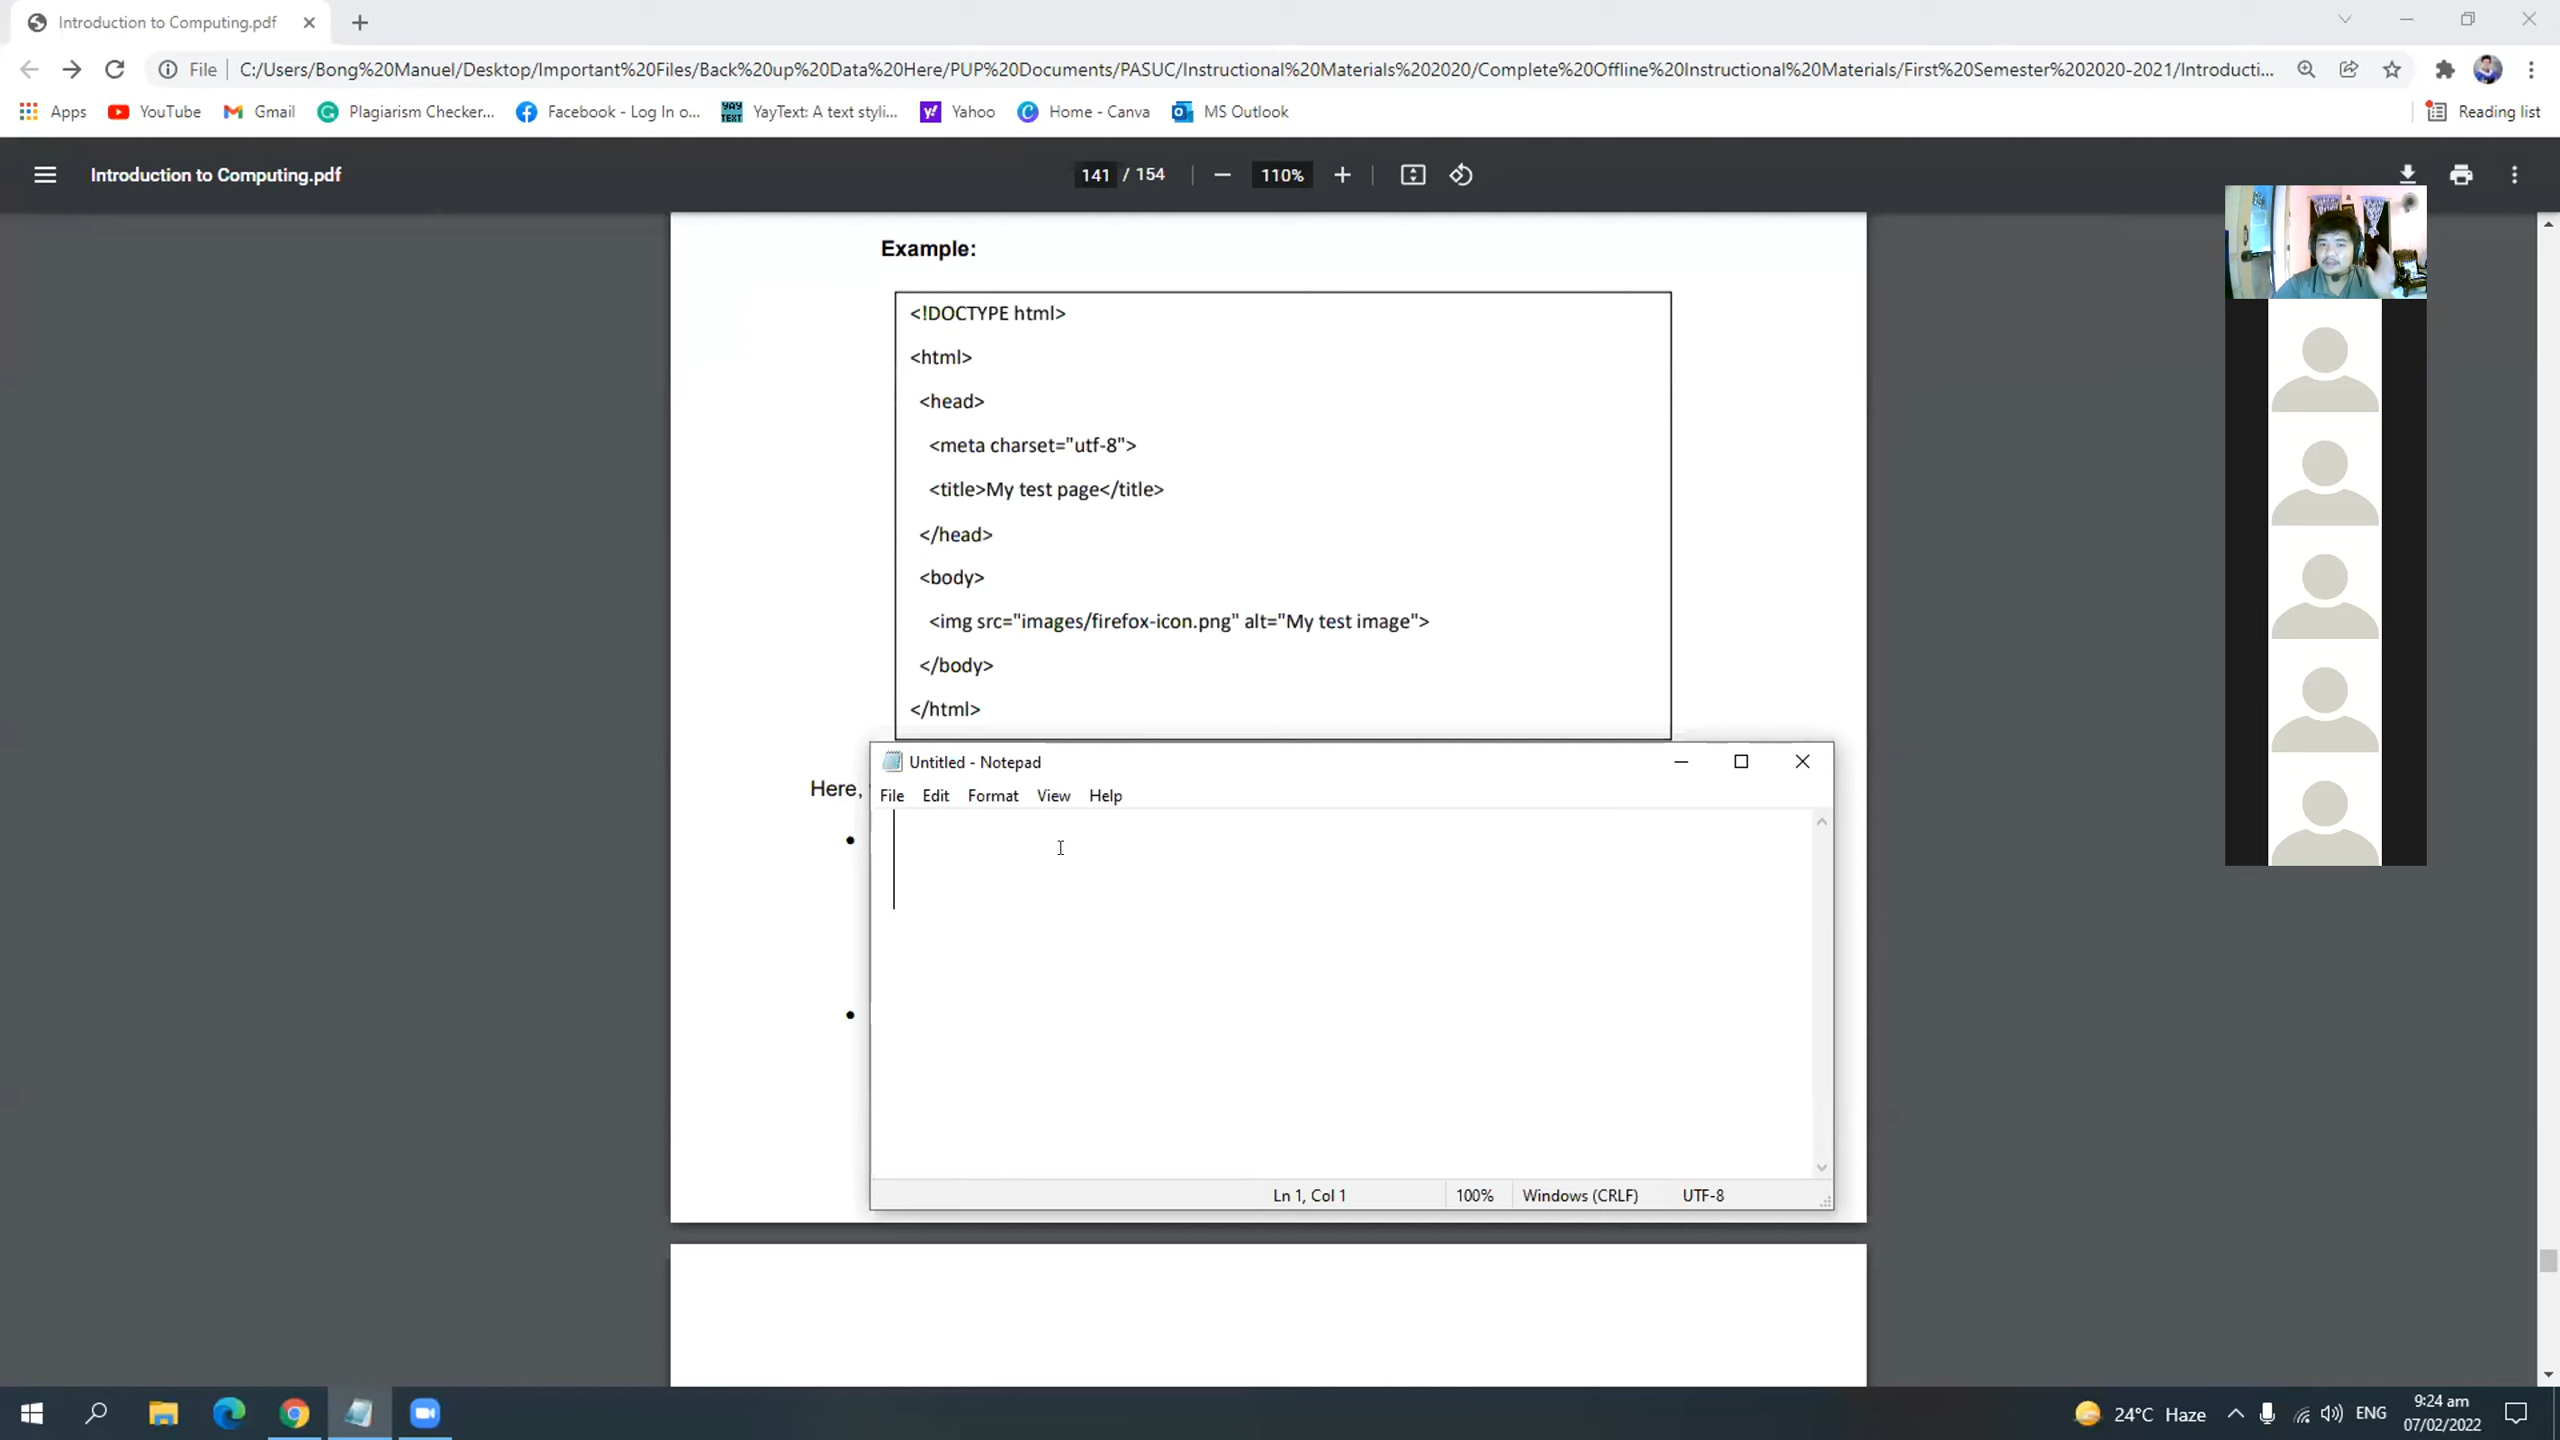 Introduction to Computing.pdf
File C:/Users/Bong%20Manuel/Desktop/Important%20Files/Back%20up%20Data%20Here/PUP%20Documents/PASUC/Instructional%20Materials%202020/Complete%20Offline%20Instructional%20Materials/First%20Semester%202020-2021/Introducti...
Apps YouTube Gmail Plagiarism Checker... Facebook - Log In o... YAY TEXT YayText: A text styli... Yahoo Home - Canva MS Outlook Reading list
Introduction to Computing.pdf 141 / 154 110%
Example:
<!DOCTYPE html>
<html>
<head>
<meta charset="utf-8">
<title>My test page</title>
</head>
<body>
<img src="images/firefox-icon.png" alt="My test image">
</body>
</html>
Untitled - Notepad
Here,
File Edit Format View Help
Ln 1, Col 1 100% Windows (CRLF) UTF-8
24°C Haze ENG 9:24 am
07/02/2022